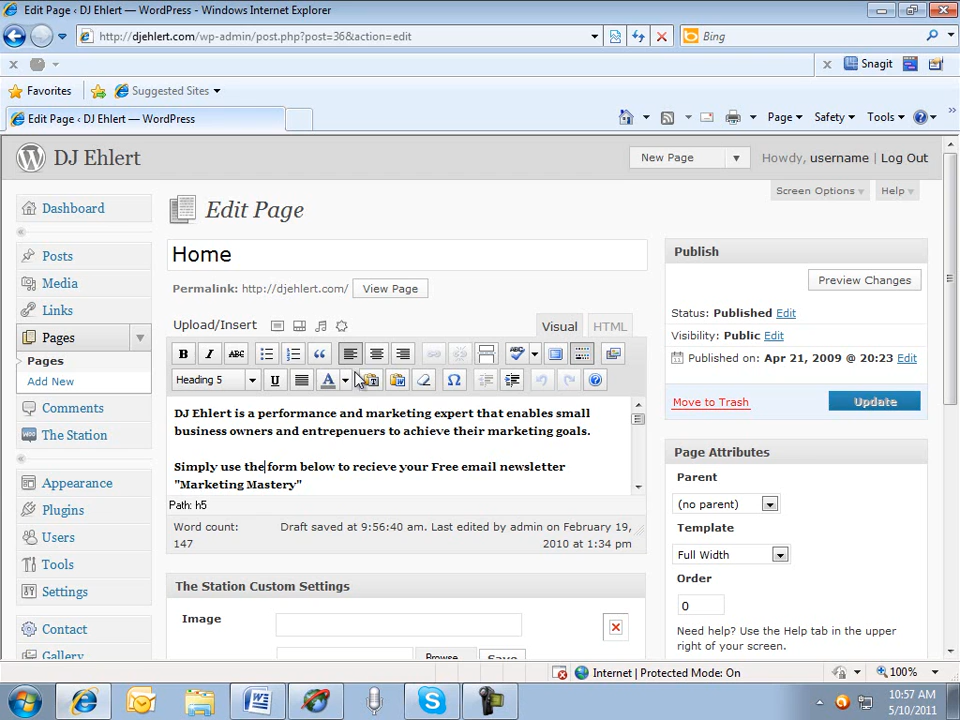 Edit Page ‹ DJ Ehlert — WordPress - Windows Internet Explorer
http://djehlert.com/wp-admin/post.php?post=36&action=edit
Bing
Snagit
Favorites
Suggested Sites
Edit Page ‹ DJ Ehlert — WordPress
Page
Safety
Tools
DJ Ehlert
New Page
Howdy, username | Log Out
Screen Options
Help
Dashboard
Posts
Media
Links
Pages
Pages
Add New
Comments
The Station
Appearance
Plugins
Users
Tools
Settings
Contact
Gallery
Edit Page
Home
Permalink: http://djehlert.com/ View Page
Upload/Insert
Visual
HTML
B I ABC
ABC
Heading 5
U
A
DJ Ehlert is a performance and marketing expert that enables small
business owners and entrepenuers to achieve their marketing goals.
Simply use the form below to recieve your Free email newsletter
"Marketing Mastery"
Path: h5
Word count:
147
Draft saved at 9:56:40 am. Last edited by admin on February 19,
2010 at 1:34 pm
The Station Custom Settings
Image
Browse
Save
Publish
Preview Changes
Status: Published Edit
Visibility: Public Edit
Published on: Apr 21, 2009 @ 20:23 Edit
Move to Trash
Update
Page Attributes
Parent
(no parent)
Template
Full Width
Order
0
Need help? Use the Help tab in the upper
right of your screen.
Internet | Protected Mode: On
100%
10:57 AM
5/10/2011